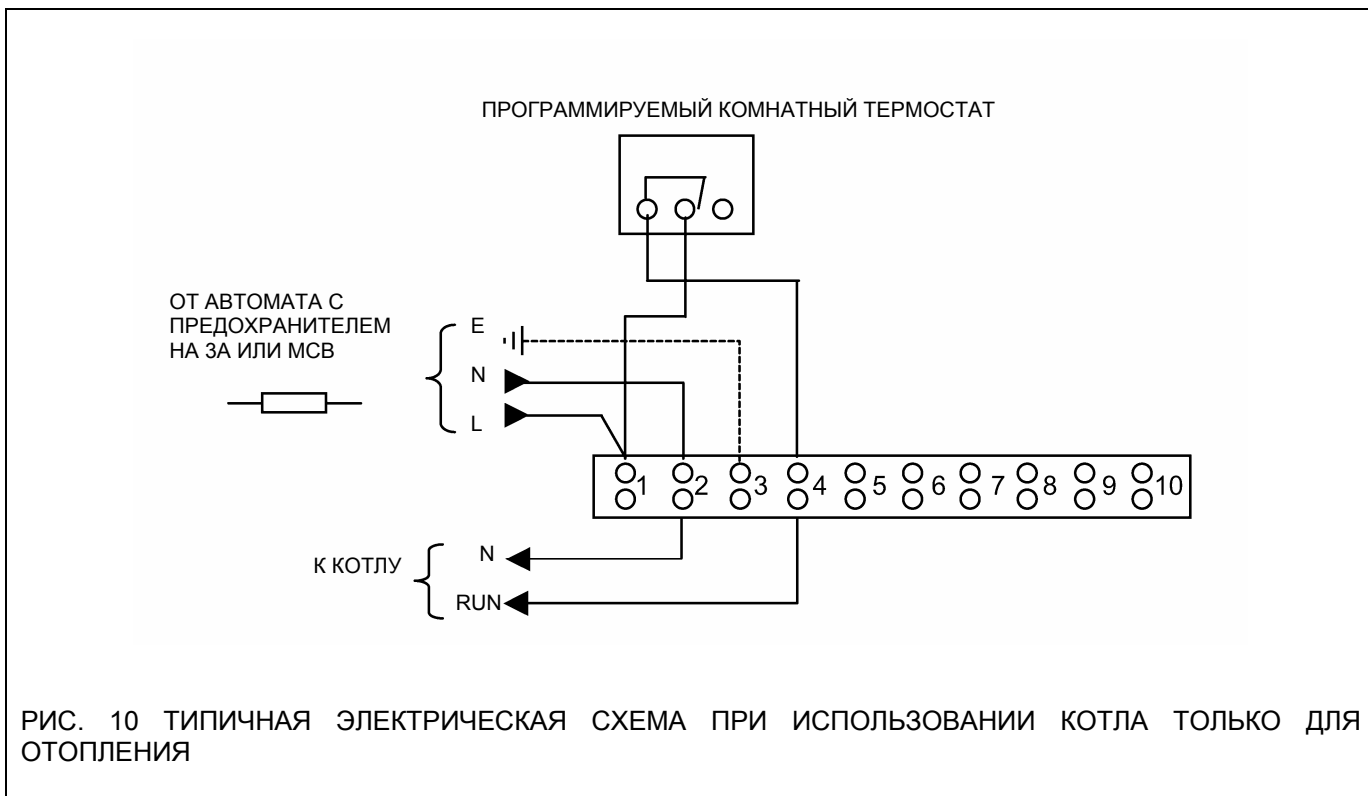 ПРОГРАММИРУЕМЫЙ КОМНАТНЫЙ ТЕРМОСТАТ
ОТ АВТОМАТА С
ПРЕДОХРАНИТЕЛЕМ
НА 3А ИЛИ МСВ
E
N
L
1 2 3 4 5 6 7 8 9 10
К КОТЛУ
N
RUN
РИС. 10 ТИПИЧНАЯ ЭЛЕКТРИЧЕСКАЯ СХЕМА ПРИ ИСПОЛЬЗОВАНИИ КОТЛА ТОЛЬКО ДЛЯ
ОТОПЛЕНИЯ